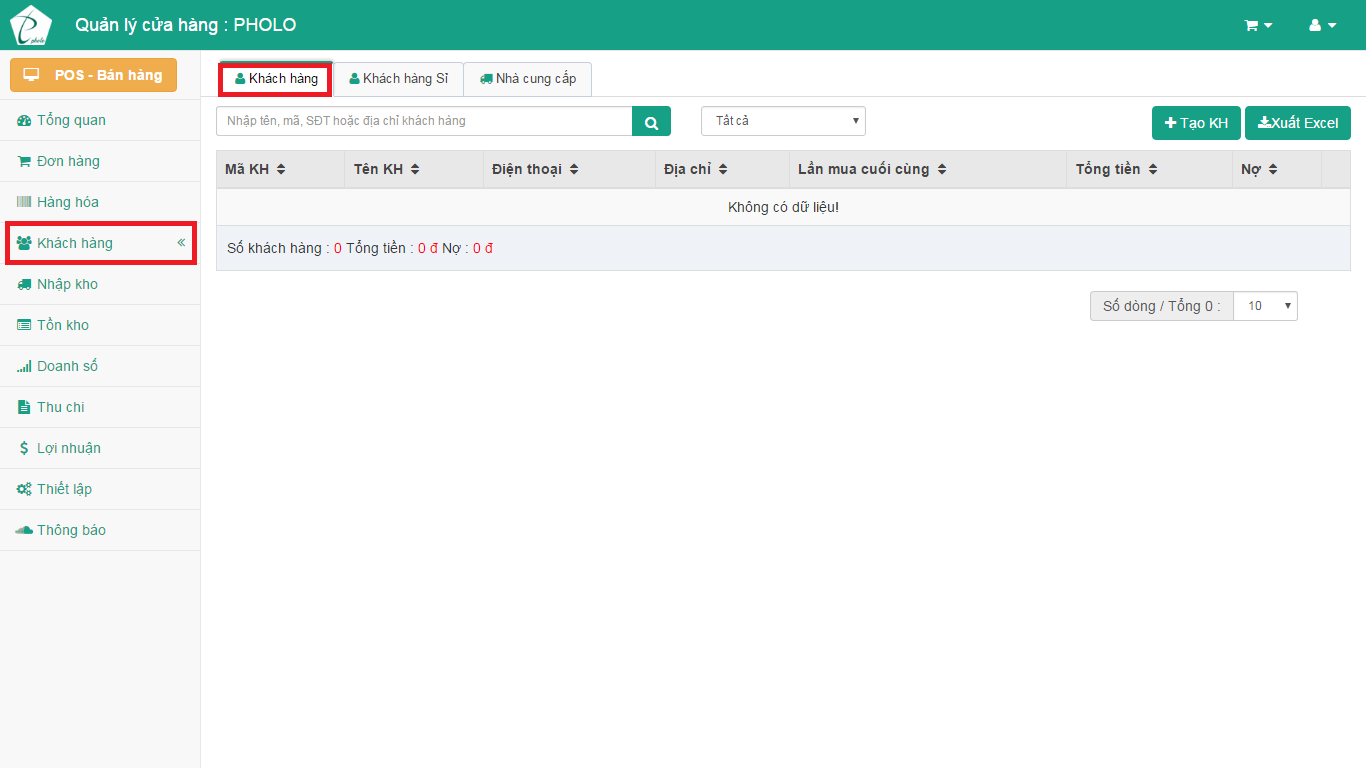 pholo
Quản lý cửa hàng : PHOLO
POS - Bán hàng
Tổng quan
Đơn hàng
Hàng hóa
Khách hàng
Nhập kho
Tồn kho
Doanh số
Thu chi
Lợi nhuận
Thiết lập
Thông báo
Khách hàng Khách hàng Sỉ Nhà cung cấp
Nhập tên, mã, SĐT hoặc địa chỉ khách hàng Tất cả Tạo KH Xuất Excel
Mã KH Tên KH Điện thoại Địa chỉ Lần mua cuối cùng Tổng tiền Nợ
Không có dữ liệu!
Số khách hàng : 0 Tổng tiền : 0 đ Nợ : 0 đ
Số dòng / Tổng 0 : 10